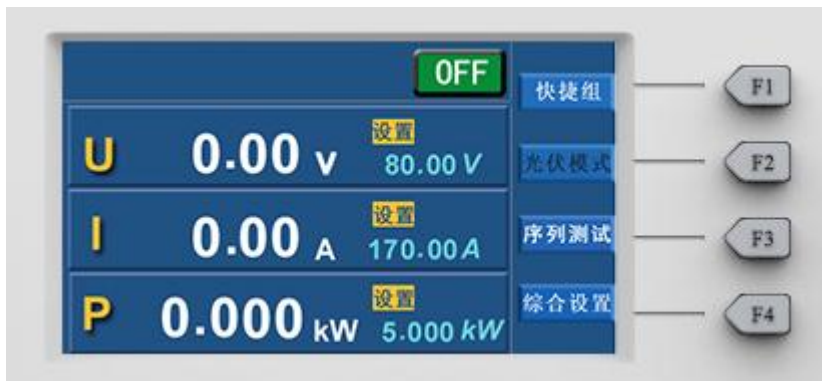 OFF
快捷组
F1
U 0.00 v
设置
80.00 V
光伏模式
F2
I 0.00 A
设置
170.00 A
序列测试
F3
P 0.000 kW
设置
5.000 kW
综合设置
F4